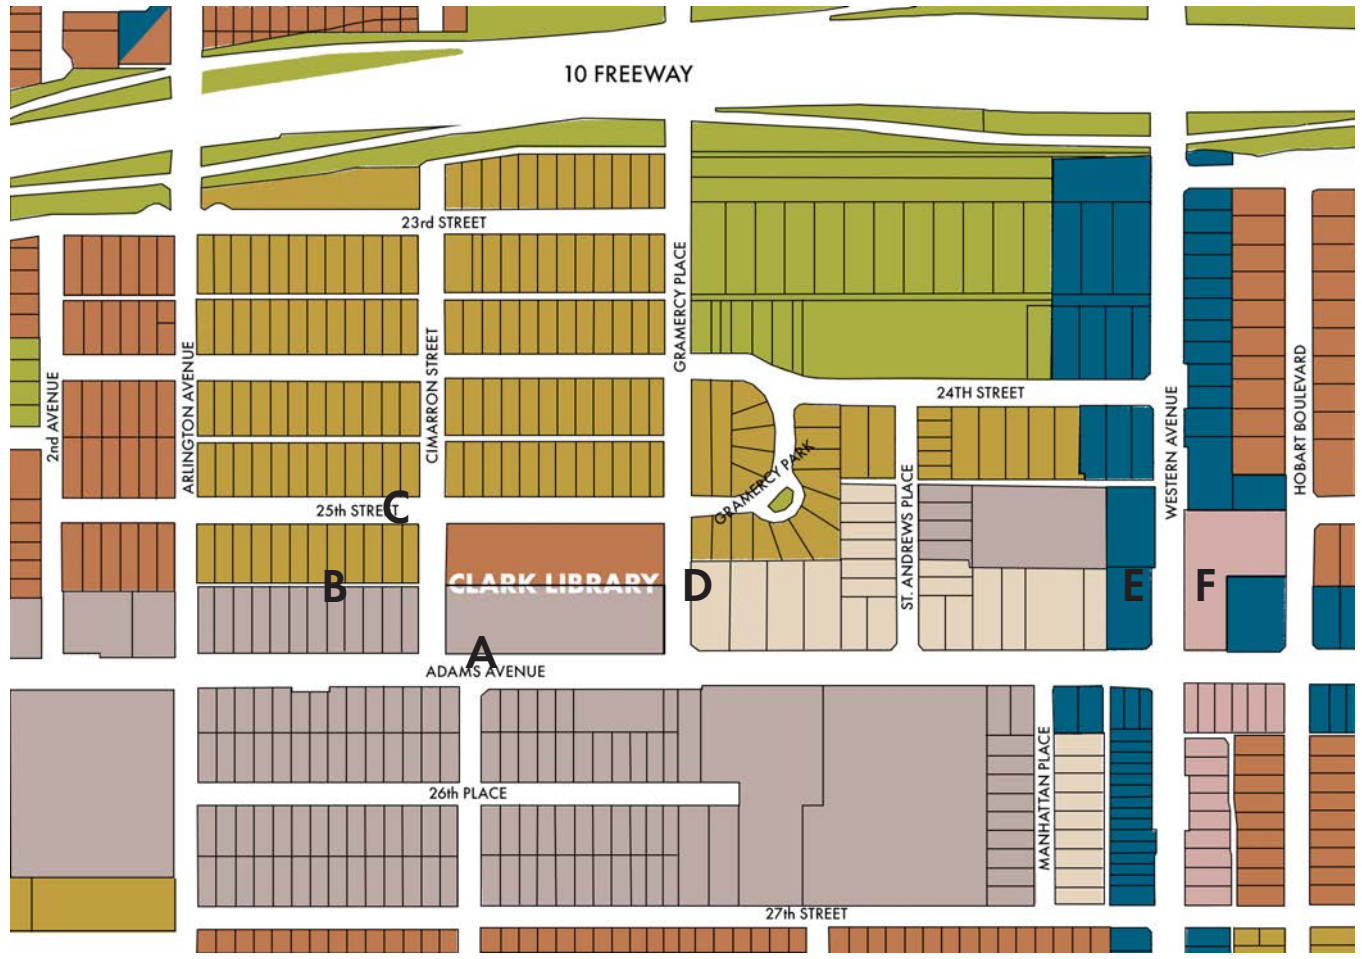 10 FREEWAY
23rd STREET
GRAMERCY PLACE
ARLINGTON AVENUE
CIMARRON STREET
2nd AVENUE
24TH STREET
WESTERN AVENUE
HOBART BOULEVARD
GRAMERCY PARK
ST. ANDREWS PLACE
25th STREET
C
B
CLARK LIBRARY
D
E
F
A
ADAMS AVENUE
MANHATTAN PLACE
26th PLACE
27th STREET